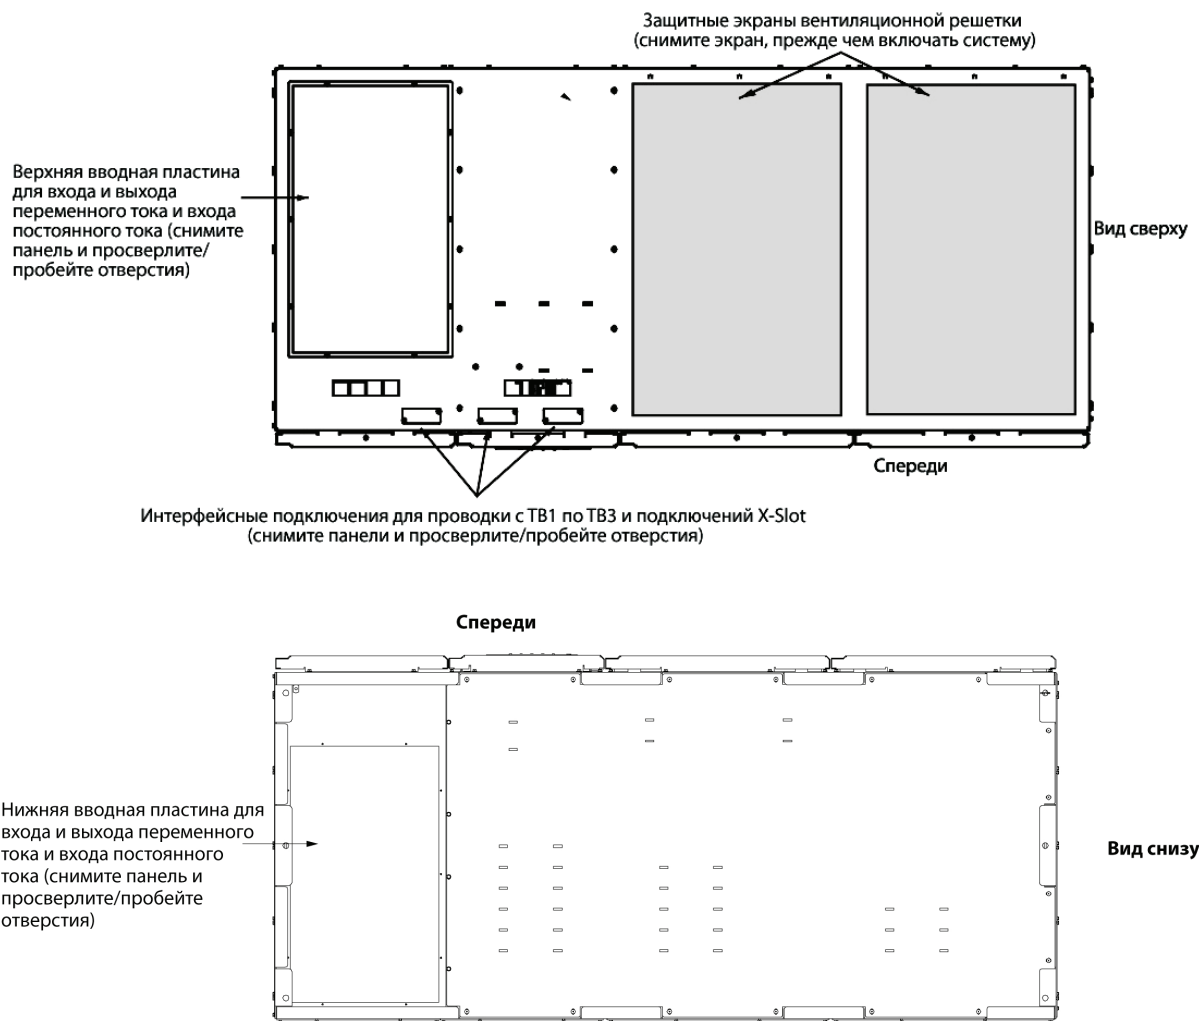 Защитные экраны вентиляционной решетки
(снимите экран, прежде чем включать систему)
Верхняя вводная пластина
для входа и выхода
переменного тока и входа
постоянного тока (снимите
панель и просверлите/
пробейте отверстия)
Вид сверху
Спереди
Интерфейсные подключения для проводки с TB1 по TB3 и подключений X-Slot
(снимите панели и просверлите/пробейте отверстия)
Спереди
Нижняя вводная пластина для
входа и выхода переменного
тока и входа постоянного
тока (снимите панель и
просверлите/пробейте
отверстия)
Вид снизу